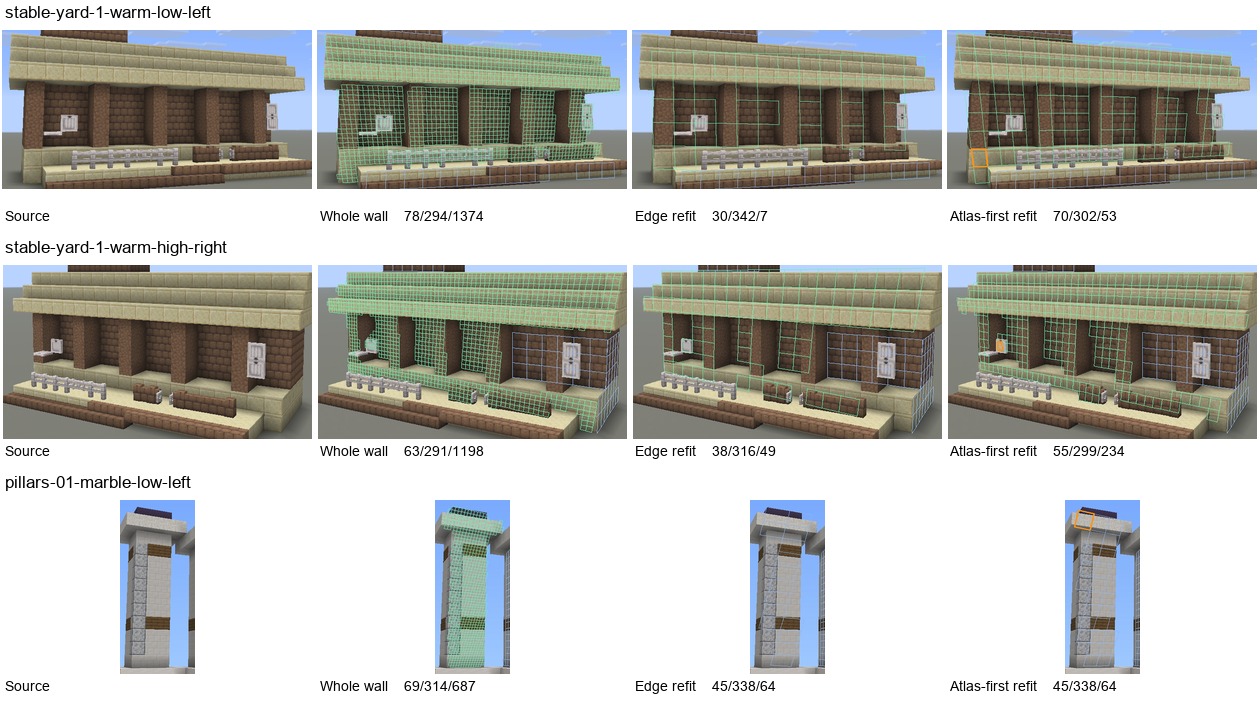 stable-yard-1-warm-low-left
Source
Whole wall 78/294/1374
Edge refit 30/342/7
Atlas-first refit 70/302/53
stable-yard-1-warm-high-right
Source
Whole wall 63/291/1198
Edge refit 38/316/49
Atlas-first refit 55/299/234
pillars-01-marble-low-left
Source
Whole wall 69/314/687
Edge refit 45/338/64
Atlas-first refit 45/338/64